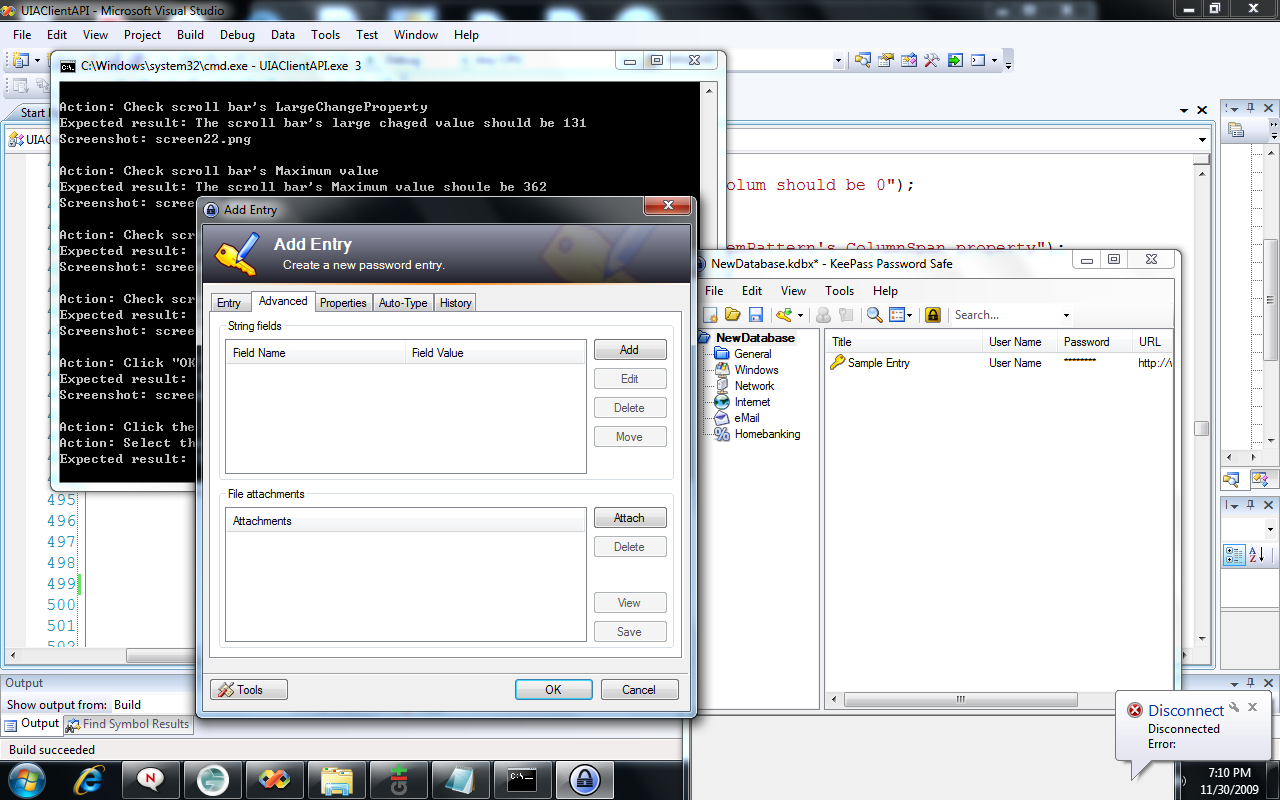 UIAClientAPI - Microsoft Visual Studio
File Edit View Project Build Debug Data Tools Test Window Help
C:\Windows\system32\cmd.exe - UIAClientAPI.exe 3
Start
UIAC
Action: Check scroll bar's LargeChangeProperty
Expected result: The scroll bar's large chaged value should be 131
Screenshot: screen22.png
Action: Check scroll bar's Maximum value
Expected result: The scroll bar's Maximum value shoule be 362
Screenshot: scree
Action: Check scr
Expected result:
Screenshot: scree
Action: Check scr
Expected result:
Screenshot: scree
Action: Click "OK
Expected result:
Screenshot: scree
Action: Click the
Action: Select th
Expected result:
olum should be 0");
emPattern's ColumnSpan property");
495
496
497
498
499
500
501
502
Add Entry
Add Entry
Create a new password entry.
Entry Advanced Properties Auto-Type History
String fields
Field Name Field Value
Add
Edit
Delete
Move
File attachments
Attachments
Attach
Delete
View
Save
Tools OK Cancel
NewDatabase.kdbx* - KeePass Password Safe
File Edit View Tools Help
Search...
NewDatabase
General
Windows
Network
Internet
eMail
Homebanking
Title User Name Password URL
Sample Entry User Name ******** http://w
Output
Show output from: Build
Output Find Symbol Results
Build succeeded
Disconnect
Disconnected
Error:
7:10 PM
11/30/2009